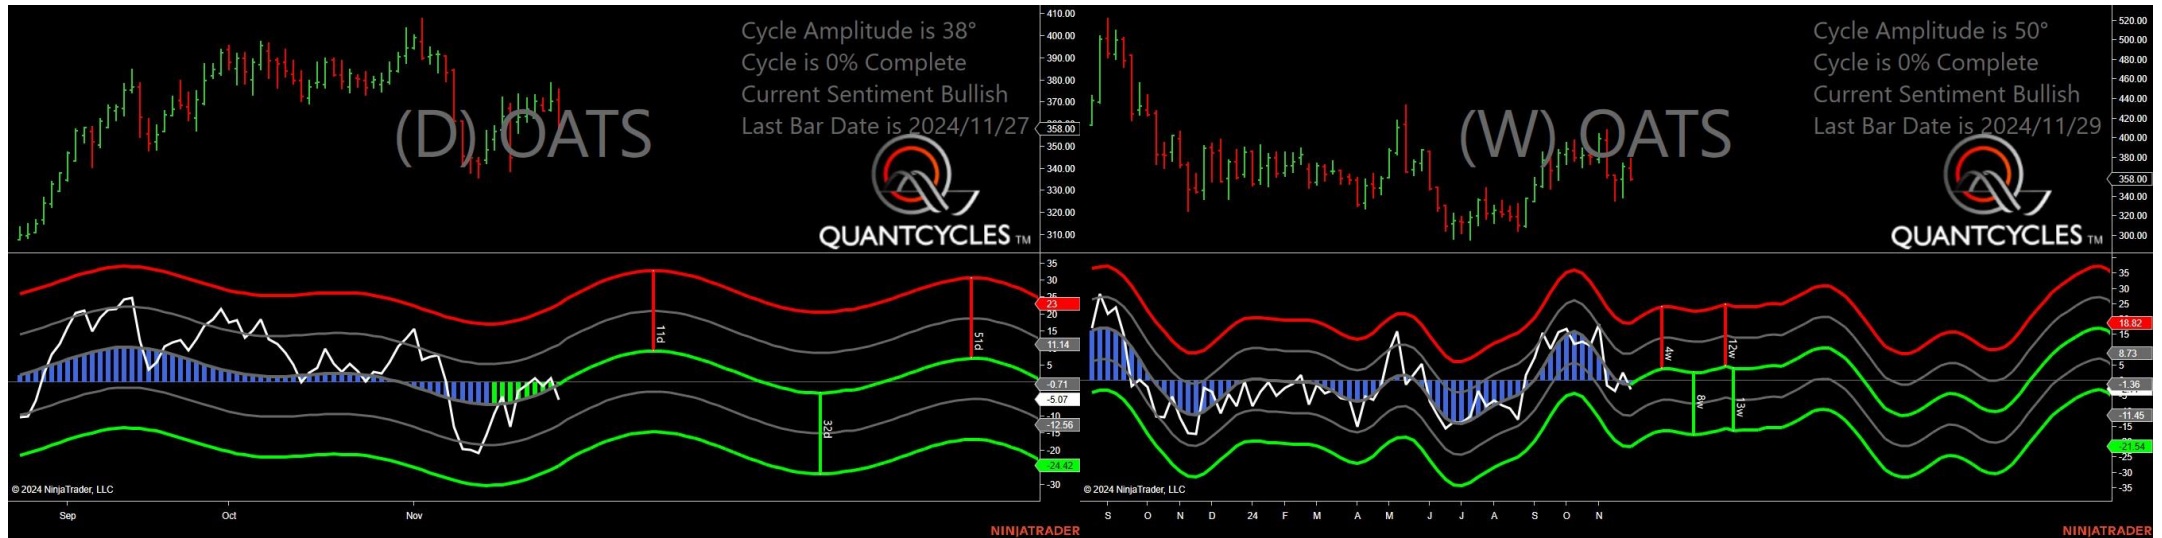 Cycle Amplitude is 38°
Cycle is 0% Complete
Current Sentiment Bullish
Last Bar Date is 2024/11/27
(D) OATS
QUANTCYCLES TM
410.00
400.00
390.00
380.00
370.00
358.00
350.00
340.00
330.00
320.00
310.00
35
30
25
23
20
15
11.14
5
-0.71
-5.07
-10
-12.56
-15
-20
-24.42
-30
11d
32d
51d
© 2024 NinjaTrader, LLC
Sep Oct Nov
NINJATRADER
Cycle Amplitude is 50°
Cycle is 0% Complete
Current Sentiment Bullish
Last Bar Date is 2024/11/29
(W) OATS
QUANTCYCLES TM
520.00
500.00
480.00
460.00
440.00
420.00
400.00
380.00
358.00
340.00
320.00
300.00
35
30
25
18.82
15
8.73
5
-1.36
-11.45
-15
-21.54
-25
-30
-35
4w
8w
12w
13w
© 2024 NinjaTrader, LLC
S O N D 24 F M A M J J A S O N
NINJATRADER